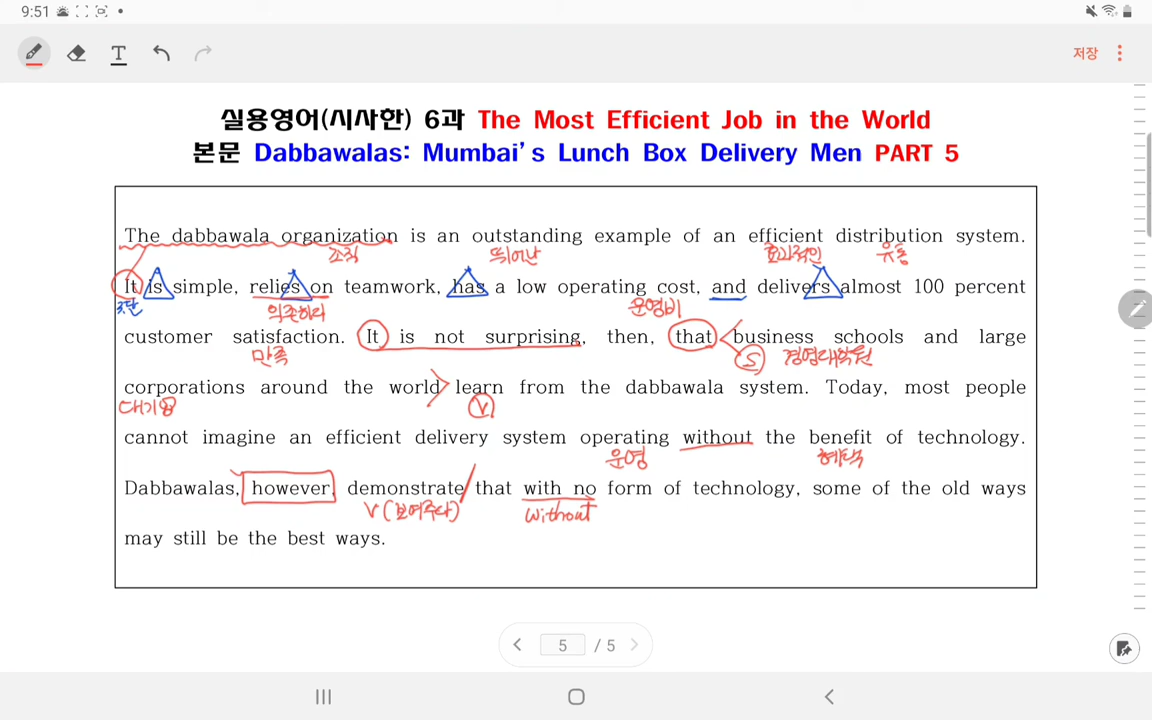 9:51
저장
실용영어(시사한) 6과 The Most Efficient Job in the World
본문 Dabbawalas: Mumbai's Lunch Box Delivery Men PART 5
The dabbawala organization is an outstanding example of an efficient distribution system.
조직 뛰어난 효과적인 유통
It is simple, relies on teamwork, has a low operating cost, and delivers almost 100 percent
3단 의존하다 운영비
customer satisfaction. It is not surprising, then, that business schools and large
만족 S 경영대학원
corporations around the world learn from the dabbawala system. Today, most people
대기업 V
cannot imagine an efficient delivery system operating without the benefit of technology.
운영 혜택
Dabbawalas, however, demonstrate that with no form of technology, some of the old ways
V (보여주다) without
may still be the best ways.
5 / 5